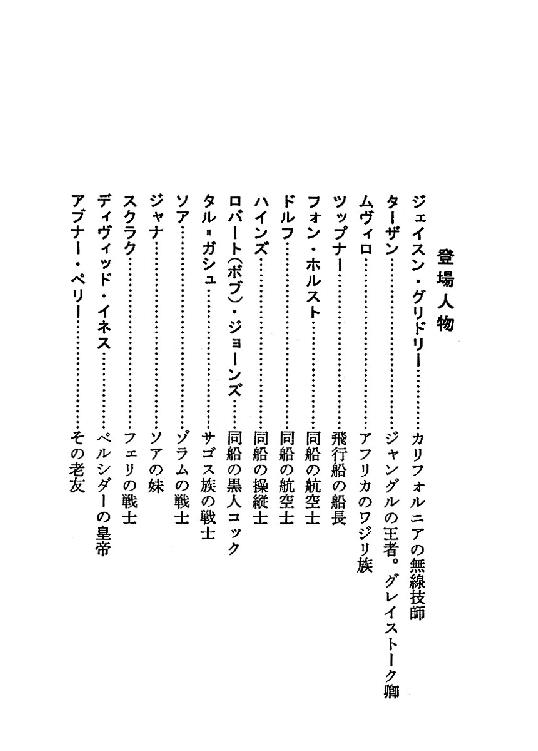 登場人物
ジェイスン・グリドリー…………カリフォルニアの無線技師
ターザン…………………………ジャングルの王者。グレイストーク卿
ムヴィロ…………………………アフリカのワジリ族
ツップナー………………………飛行船の船長
フォン・ホルスト………………同船の航空士
ドルフ……………………………同船の航空士
ハインズ…………………………同船の操縦士
ロバート(ボブ)・ジョーンズ……同船の黒人コック
タル＝ガシュ……………………サゴス族の戦士
ソア………………………………ゾラムの戦士
ジャナ……………………………ソアの妹
スクラク…………………………フェリの戦士
ディヴィッド・イネス…………ペルシダーの皇帝
アブナー・ペリー………………その老友